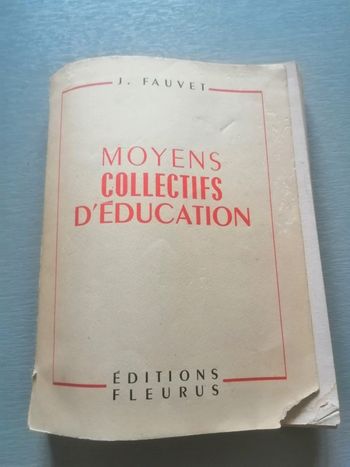 J. FAUVET
MOYENS
COLLECTIFS
D'ÉDUCATION
ÉDITIONS
FLEURUS